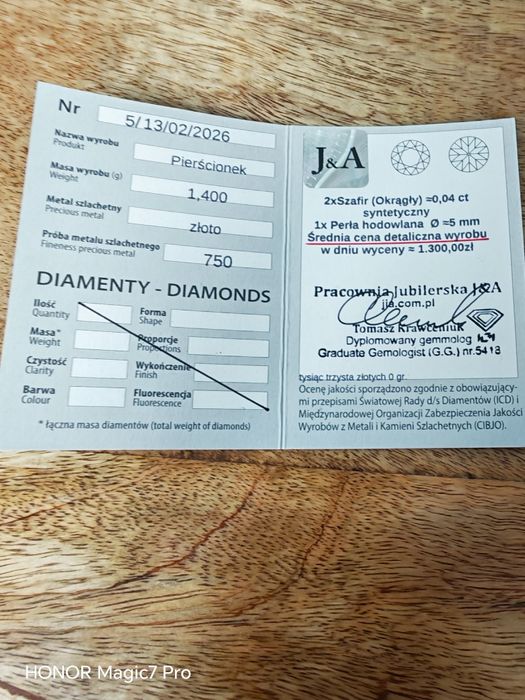 Nr 5/13/02/2026
Nazwa wyrobu
Produkt
Pierścionek
Masa wyrobu (g)
Weight
1,400
Metal szlachetny
Precious metal
złoto
Próba metalu szlachetnego
Fineness precious metal
750
DIAMENTY - DIAMONDS
Ilość
Quantity
Forma
Shape
Masa*
Weight
Proporcje
Proportions
Czystość
Clarity
Wykończenie
Finish
Barwa
Colour
Fluorescencja
Fluorescence
* łączna masa diamentów (total weight of diamonds)
J&A
2xSzafir (Okrągły) ≈0,04 ct
syntetyczny
1x Perła hodowlana Ø ≈5 mm
Średnia cena detaliczna wyrobu
w dniu wyceny ≈ 1.300,00zł
Pracownia Jubilerska J&A
jja.com.pl
Tomasz Krawczniuk
Dyplomowany gemmolog
Graduate Gemologist (G.G.) nr.5413
tysiąc trzysta złotych 0 gr.
Ocenę jakości sporządzono zgodnie z obowiązujący-
mi przepisami Światowej Rady d/s Diamentów (ICD) i
Międzynarodowej Organizacji Zabezpieczenia Jakości
Wyrobów z Metali i Kamieni Szlachetnych (CIBJO).
HONOR Magic7 Pro